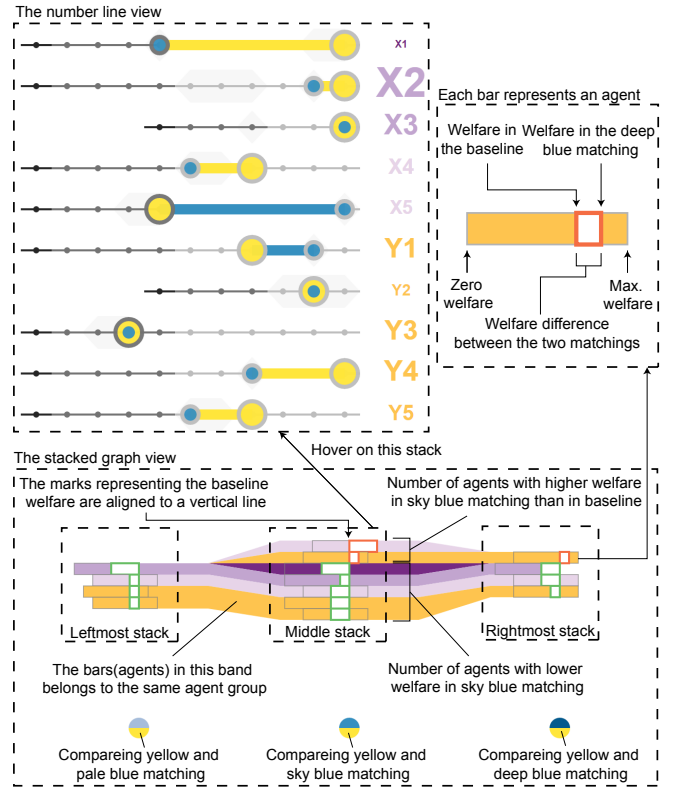 The number line view
X1
X2
X3
X4
X5
Y1
Y2
Y3
Y4
Y5
Each bar represents an agent
Welfare in
the baseline
Welfare in the deep
blue matching
Zero
welfare
Max.
welfare
Welfare difference
between the two matchings
Hover on this stack
The stacked graph view
The marks representing the baseline
welfare are aligned to a vertical line
Number of agents with higher welfare
in sky blue matching than in baseline
Leftmost stack
Middle stack
Rightmost stack
The bars(agents) in this band
belongs to the same agent group
Number of agents with lower
welfare in sky blue matching
Compareing yellow and
pale blue matching
Compareing yellow and
sky blue matching
Compareing yellow and
deep blue matching